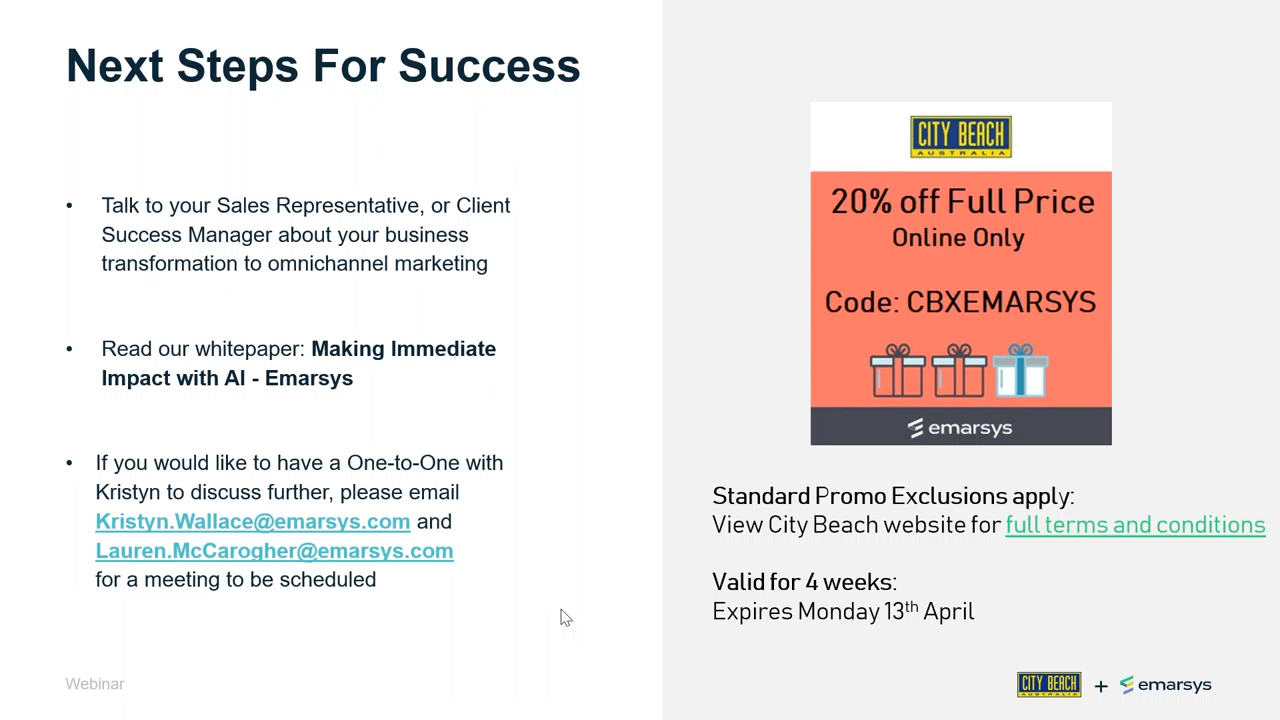 Next Steps For Success
• Talk to your Sales Representative, or Client
Success Manager about your business
transformation to omnichannel marketing
• Read our whitepaper: Making Immediate
Impact with AI - Emarsys
• If you would like to have a One-to-One with
Kristyn to discuss further, please email
Kristyn.Wallace@emarsys.com and
Lauren.McCarogher@emarsys.com
for a meeting to be scheduled
Webinar
CITY BEACH
AUSTRALIA
20% off Full Price
Online Only
Code: CBXEMARSYS
emarsys
Standard Promo Exclusions apply:
View City Beach website for full terms and conditions
Valid for 4 weeks:
Expires Monday 13th April
CITY BEACH
AUSTRALIA
+ emarsys